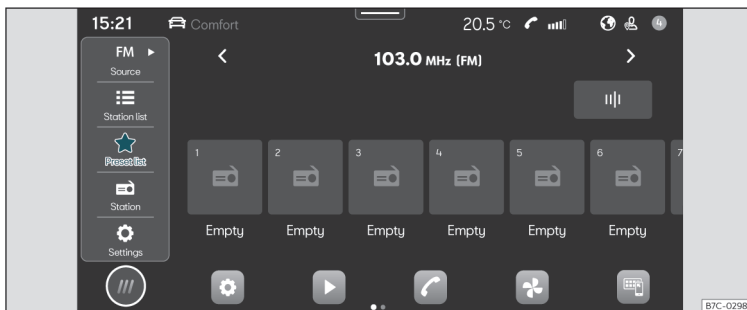 15:21 Comfort 20.5 °C 4
FM
Source
103.0 MHz (FM)
Station list
Preset list
Station
Settings
1 2 3 4 5 6 7
Empty Empty Empty Empty Empty Empty
B7C-0298